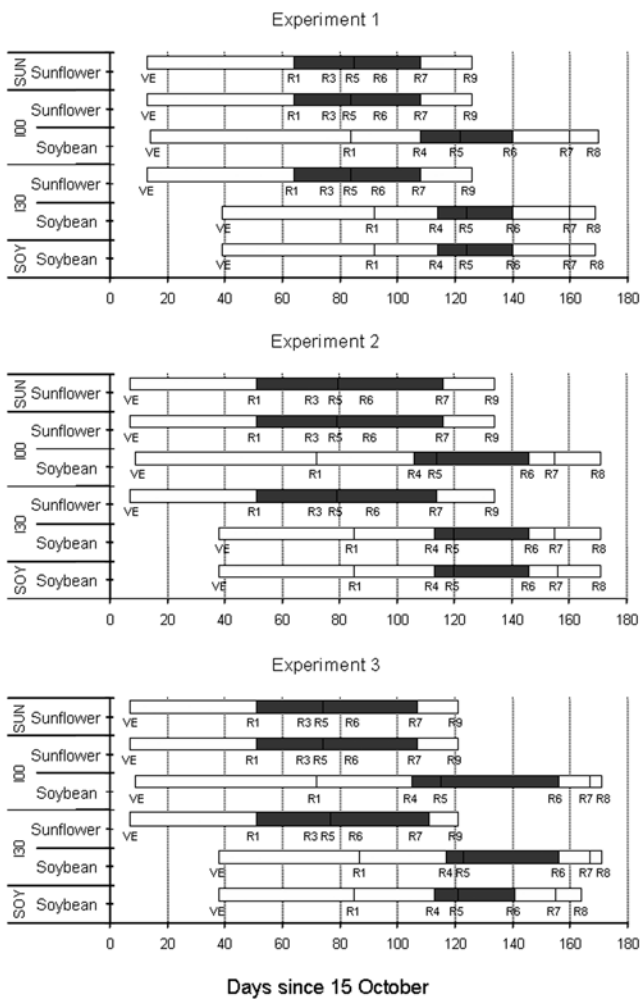 Experiment 1
SUN Sunflower
VE R1 R3 R5 R6 R7 R9
I00 Sunflower
VE R1 R3 R5 R6 R7 R9
Soybean
VE R1 R4 R5 R6 R7 R8
I30 Sunflower
VE R1 R3 R5 R6 R7 R9
Soybean
VE R1 R4 R5 R6 R7 R8
SOY Soybean
VE R1 R4 R5 R6 R7 R8
0 20 40 60 80 100 120 140 160 180
Experiment 2
SUN Sunflower
VE R1 R3 R5 R6 R7 R9
I00 Sunflower
VE R1 R3 R5 R6 R7 R9
Soybean
VE R1 R4 R5 R6 R7 R8
I30 Sunflower
VE R1 R3 R5 R6 R7 R9
Soybean
VE R1 R4 R5 R6 R7 R8
SOY Soybean
VE R1 R4 R5 R6 R7 R8
0 20 40 60 80 100 120 140 160 180
Experiment 3
0 20 40 60 80 100 120 140 160 180
SUN Sunflower
VE R1 R3 R5 R6 R7 R9
I00 Sunflower
VE R1 R3 R5 R6 R7 R9
Soybean
VE R1 R4 R5 R6 R7 R8
I30 Sunflower
VE R1 R3 R5 R6 R7 R9
Soybean
VE R1 R4 R5 R6 R7 R8
SOY Soybean
VE R1 R4 R5 R6 R7 R8
0 20 40 60 80 100 120 140 160 180
Days since 15 October